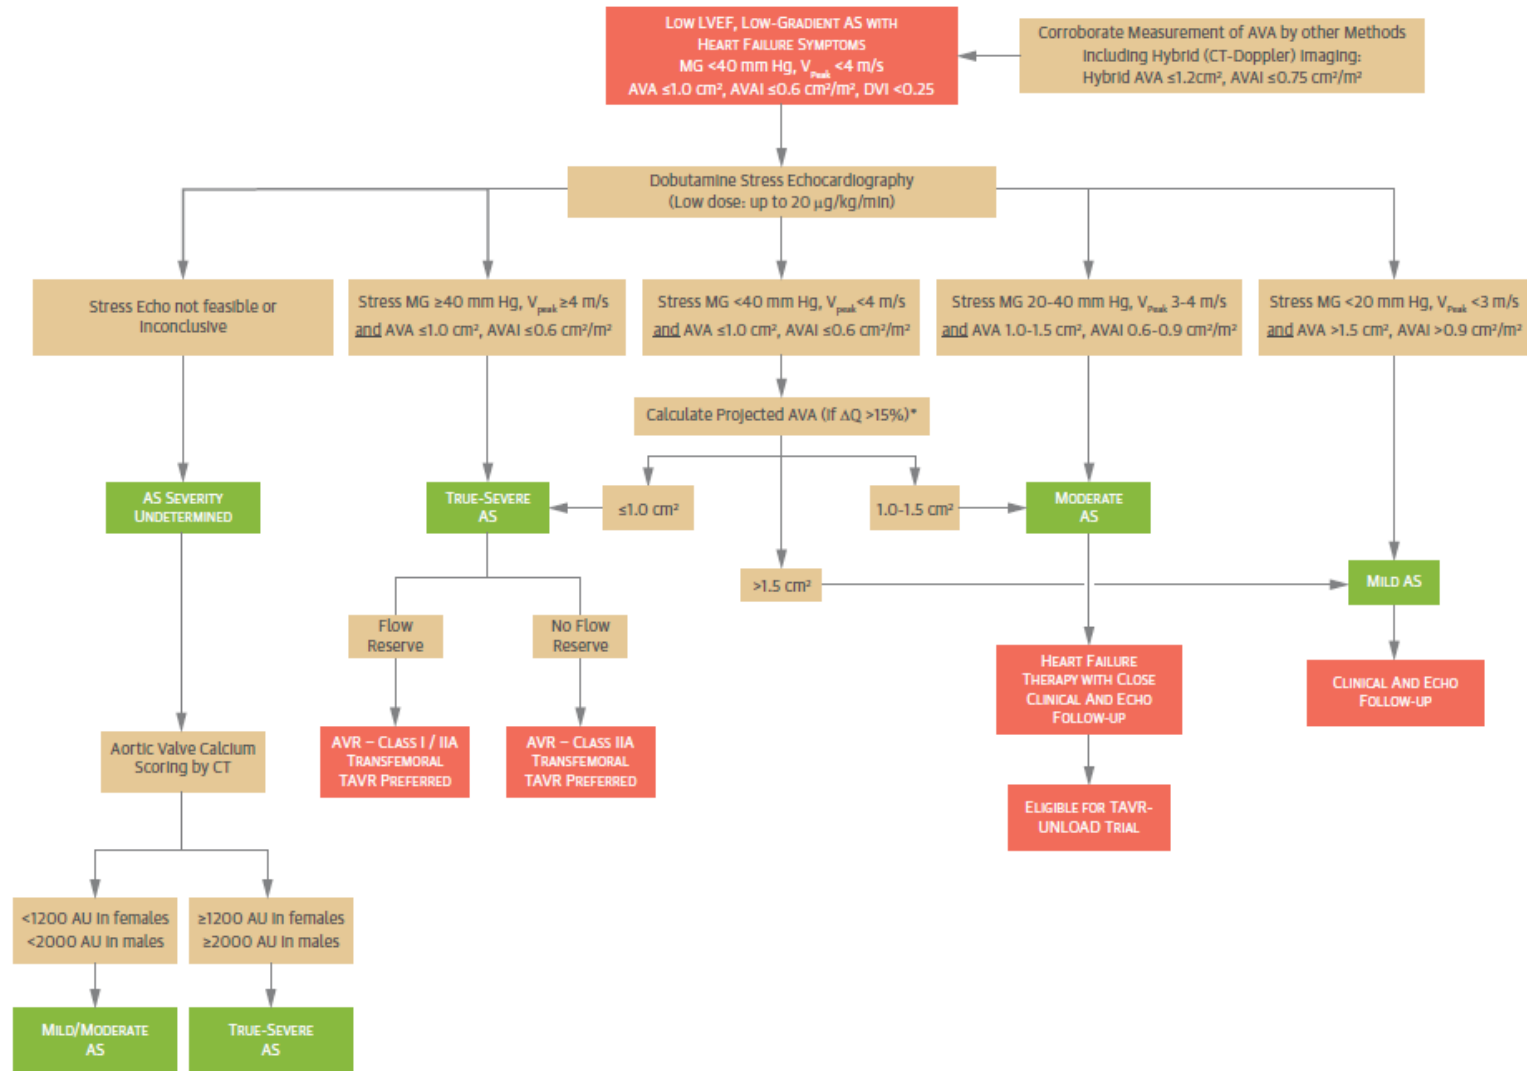 Low LVEF, Low-Gradient AS with
Heart Failure Symptoms
MG <40 mm Hg, VPeak <4 m/s
AVA ≤1.0 cm², AVAi ≤0.6 cm²/m², DVI <0.25
Corroborate Measurement of AVA by other Methods
Including Hybrid (CT-Doppler) Imaging:
Hybrid AVA ≤1.2cm², AVAi ≤0.75 cm²/m²
Dobutamine Stress Echocardiography
(Low dose: up to 20 μg/kg/min)
Stress Echo not feasible or
Inconclusive
Stress MG ≥40 mm Hg, Vpeak ≥4 m/s
and AVA ≤1.0 cm², AVAi ≤0.6 cm²/m²
Stress MG <40 mm Hg, Vpeak<4 m/s
and AVA ≤1.0 cm², AVAi ≤0.6 cm²/m²
Stress MG 20-40 mm Hg, VPeak 3-4 m/s
and AVA 1.0-1.5 cm², AVAi 0.6-0.9 cm²/m²
Stress MG <20 mm Hg, VPeak <3 m/s
and AVA >1.5 cm², AVAi >0.9 cm²/m²
Calculate Projected AVA (if ΔQ >15%)*
AS Severity
Undetermined
True-Severe
AS
≤1.0 cm²
1.0-1.5 cm²
Moderate
AS
>1.5 cm²
Mild AS
Flow
Reserve
No Flow
Reserve
Heart Failure
Therapy with Close
Clinical And Echo
Follow-up
Clinical And Echo
Follow-up
AVR – Class I / IIA
Transfemoral
TAVR Preferred
AVR – Class IIA
Transfemoral
TAVR Preferred
Aortic Valve Calcium
Scoring by CT
Eligible for TAVR-
UNLOAD Trial
<1200 AU in females
<2000 AU in males
≥1200 AU in females
≥2000 AU in males
Mild/Moderate
AS
True-Severe
AS